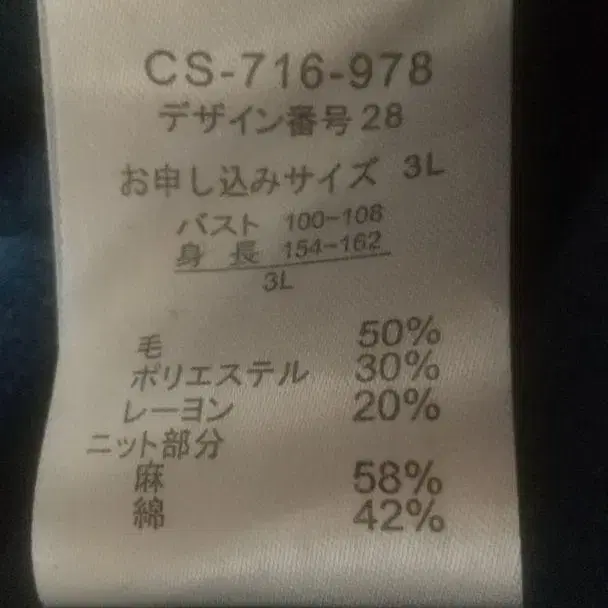 CS-716-978
デザイン番号28
お申し込みサイズ 3L
バスト 100-108
身長 154-162
3L
毛 50%
ポリエステル 30%
レーヨン 20%
ニット部分
麻 58%
綿 42%